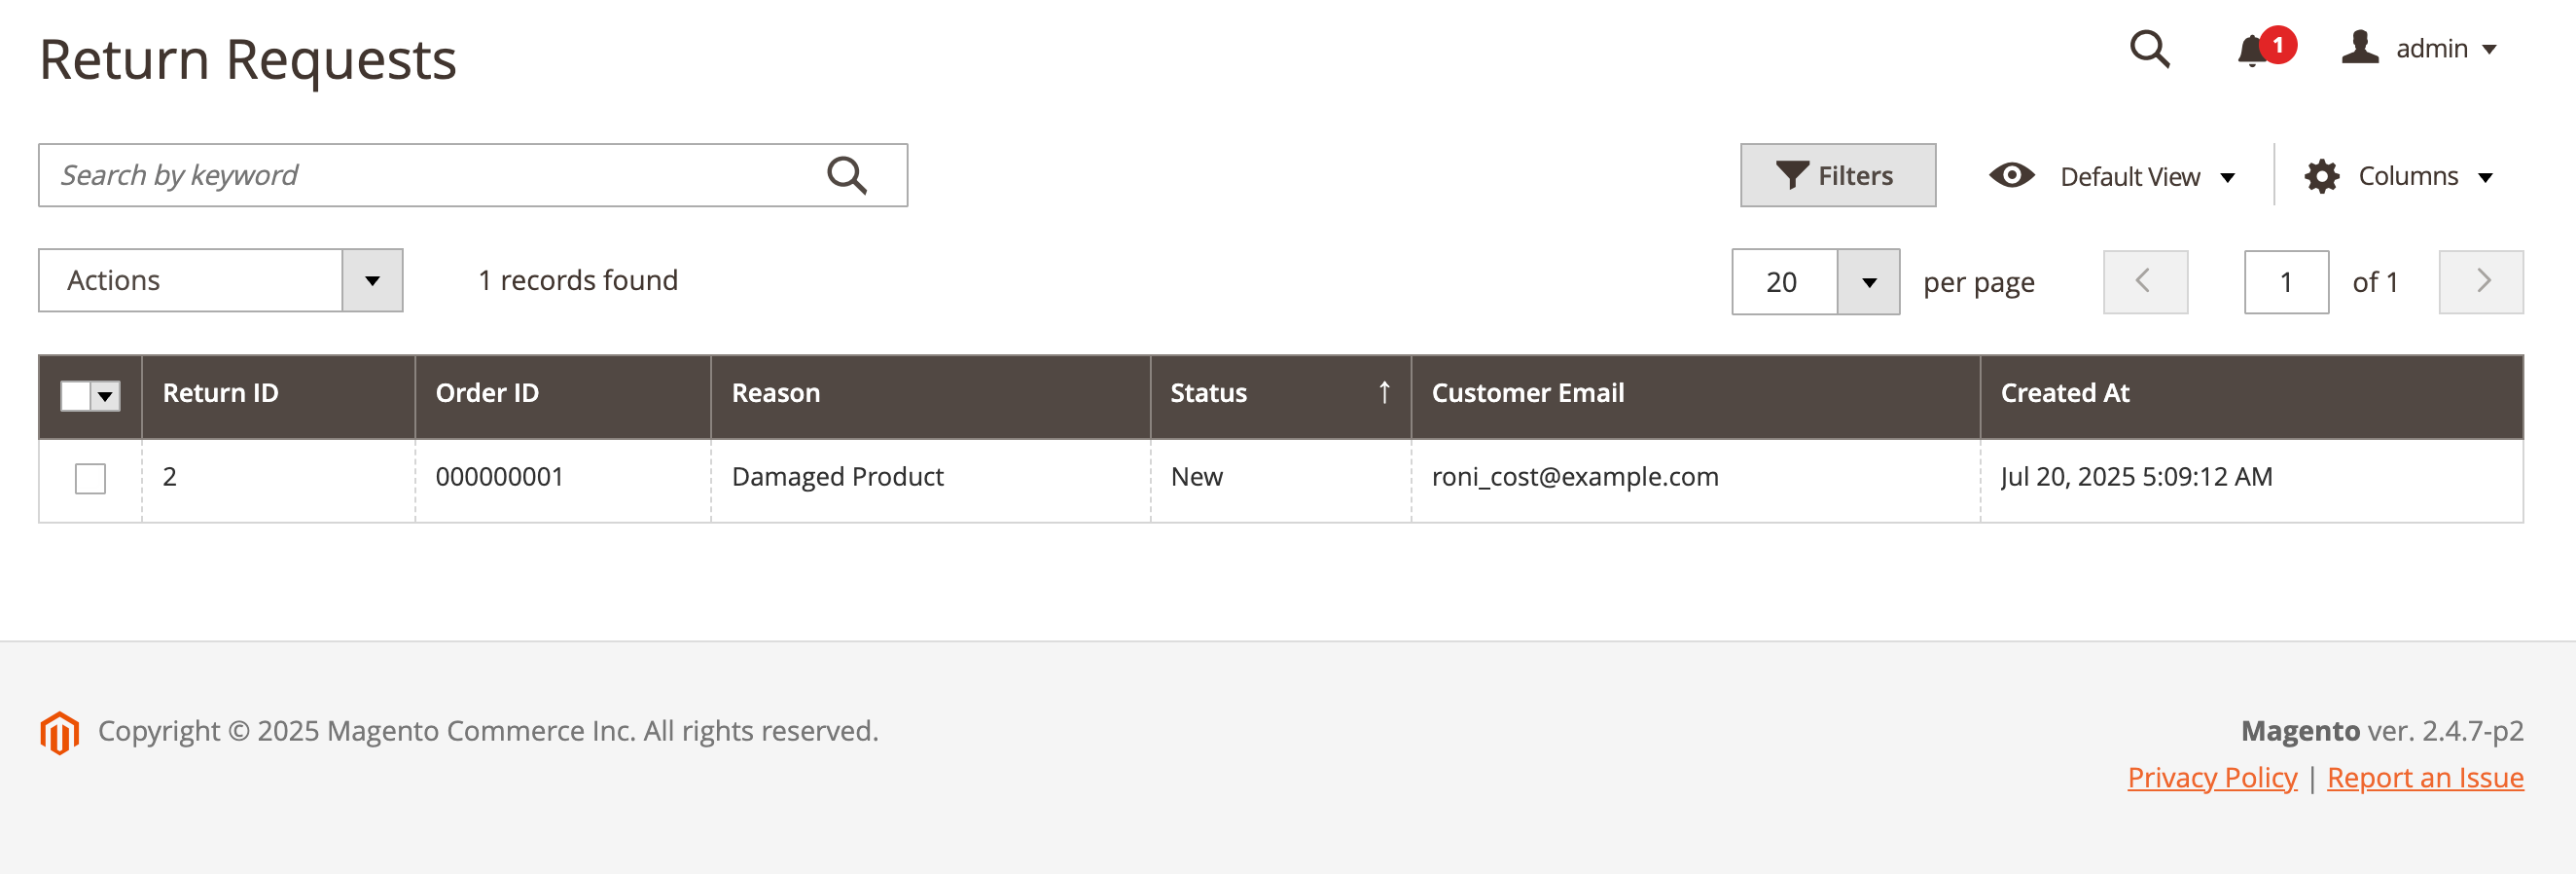 Return Requests
1
admin
Search by keyword
Filters
Default View
Columns
Actions
1 records found
20
per page
1
of 1
Return ID
Order ID
Reason
Status
Customer Email
Created At
2
000000001
Damaged Product
New
roni_cost@example.com
Jul 20, 2025 5:09:12 AM
Copyright © 2025 Magento Commerce Inc. All rights reserved.
Magento ver. 2.4.7-p2
Privacy Policy | Report an Issue